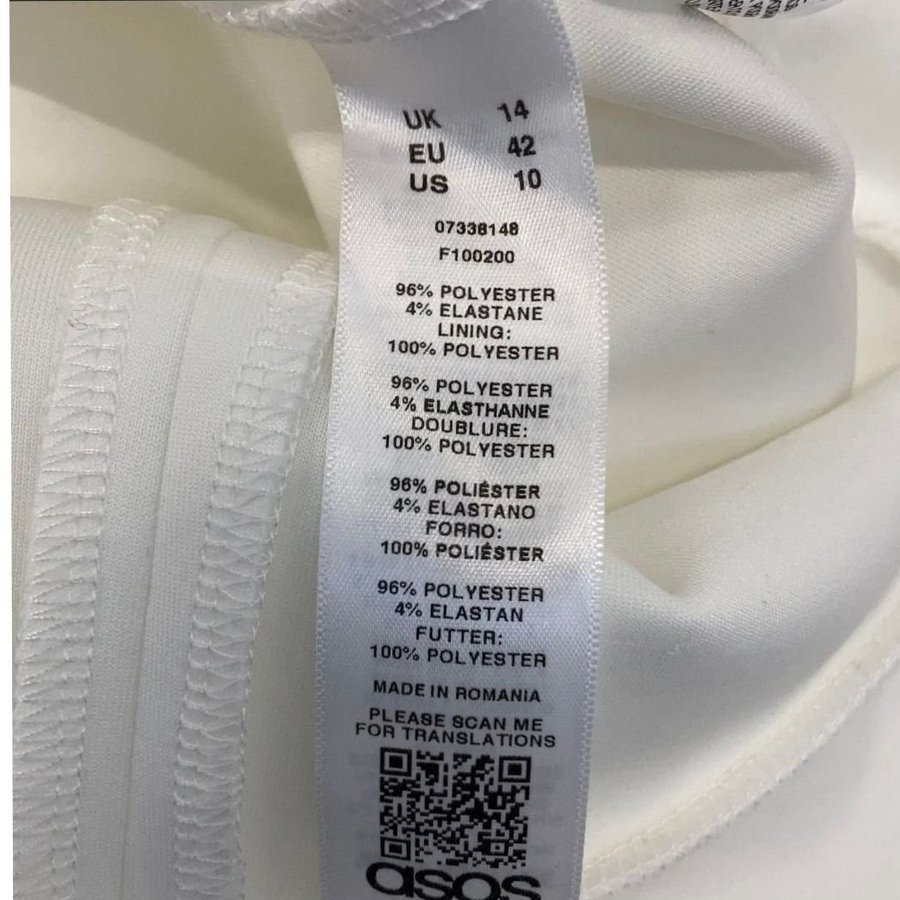 UK 14
EU 42
US 10
07338148
F100200
96% POLYESTER
4% ELASTANE
LINING:
100% POLYESTER
96% POLYESTER
4% ELASTHANNE
DOUBLURE:
100% POLYESTER
96% POLIÉSTER
4% ELASTANO
FORRO:
100% POLIÉSTER
96% POLYESTER
4% ELASTAN
FUTTER:
100% POLYESTER
MADE IN ROMANIA
PLEASE SCAN ME
FOR TRANSLATIONS
asos